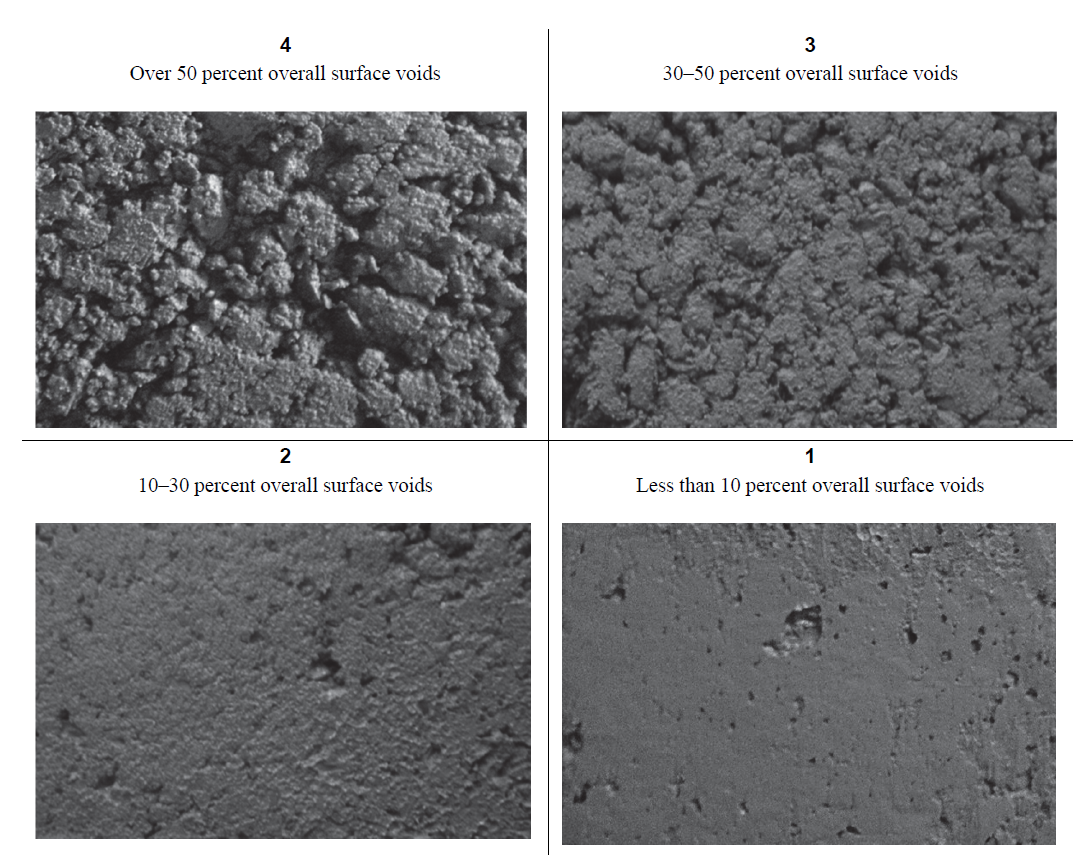 4
Over 50 percent overall surface voids
3
30–50 percent overall surface voids
2
10–30 percent overall surface voids
1
Less than 10 percent overall surface voids